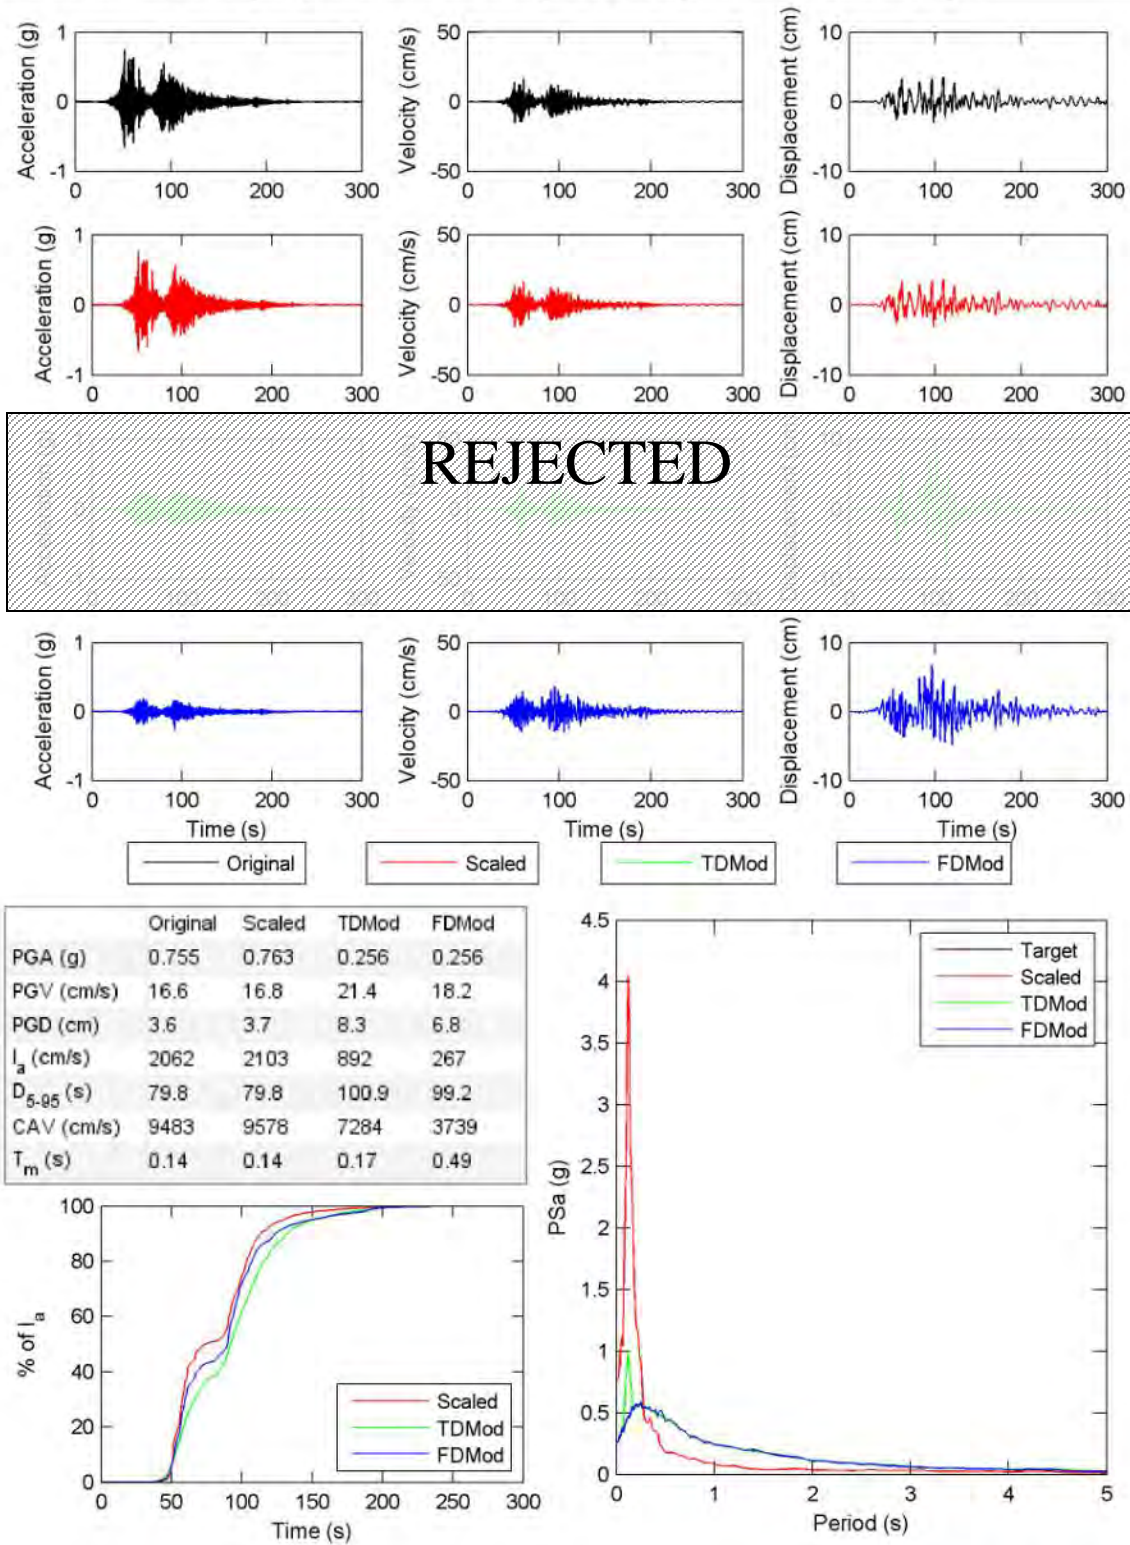 Acceleration (g)
1
0
-1
0 100 200 300
Velocity (cm/s)
50
0
-50
0 100 200 300
Displacement (cm)
10
0
-10
0 100 200 300
Acceleration (g)
1
0
-1
0 100 200 300
Velocity (cm/s)
50
0
-50
0 100 200 300
Displacement (cm)
10
0
-10
0 100 200 300
REJECTED
Acceleration (g)
1
0
-1
0 100 200 300
Time (s)
Velocity (cm/s)
50
0
-50
0 100 200 300
Time (s)
Displacement (cm)
10
0
-10
0 100 200 300
Time (s)
Original Scaled TDMod FDMod
Original Scaled TDMod FDMod
PGA (g) 0.755 0.763 0.256 0.256
PGV (cm/s) 16.6 16.8 21.4 18.2
PGD (cm) 3.6 3.7 8.3 6.8
I_a (cm/s) 2062 2103 892 267
D_5-95 (s) 79.8 79.8 100.9 99.2
CAV (cm/s) 9483 9578 7284 3739
T_m (s) 0.14 0.14 0.17 0.49
% of I_a
100
80
60
40
20
0
0 50 100 150 200 250 300
Time (s)
Scaled
TDMod
FDMod
PSa (g)
4.5
4
3.5
3
2.5
2
1.5
1
0.5
0
0 1 2 3 4 5
Period (s)
Target
Scaled
TDMod
FDMod